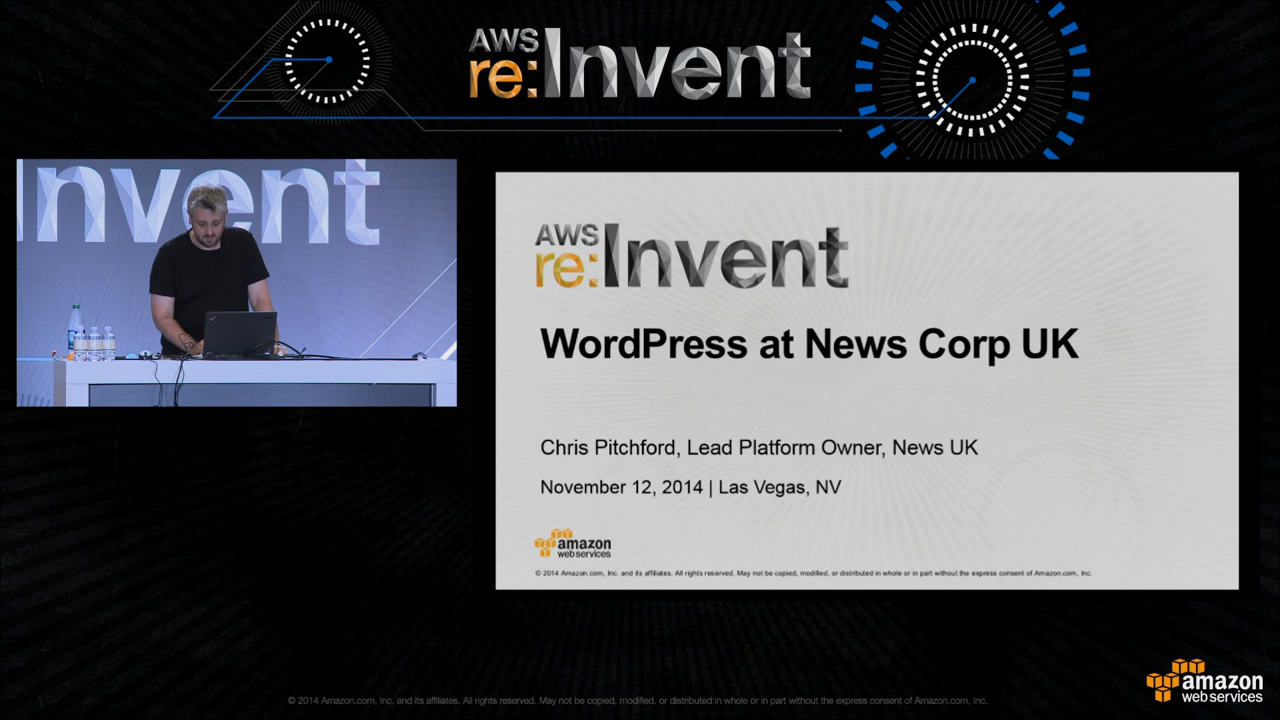 AWS
re:Invent
Invent
AWS
re:Invent
WordPress at News Corp UK
Chris Pitchford, Lead Platform Owner, News UK
November 12, 2014 | Las Vegas, NV
amazon
web services
© 2014 Amazon.com, Inc. and its affiliates. All rights reserved. May not be copied, modified, or distributed in whole or in part without the express consent of Amazon.com, Inc.
© 2014 Amazon.com, Inc. and its affiliates. All rights reserved. May not be copied, modified, or distributed in whole or in part without the express consent of Amazon.com, Inc.
amazon
web services